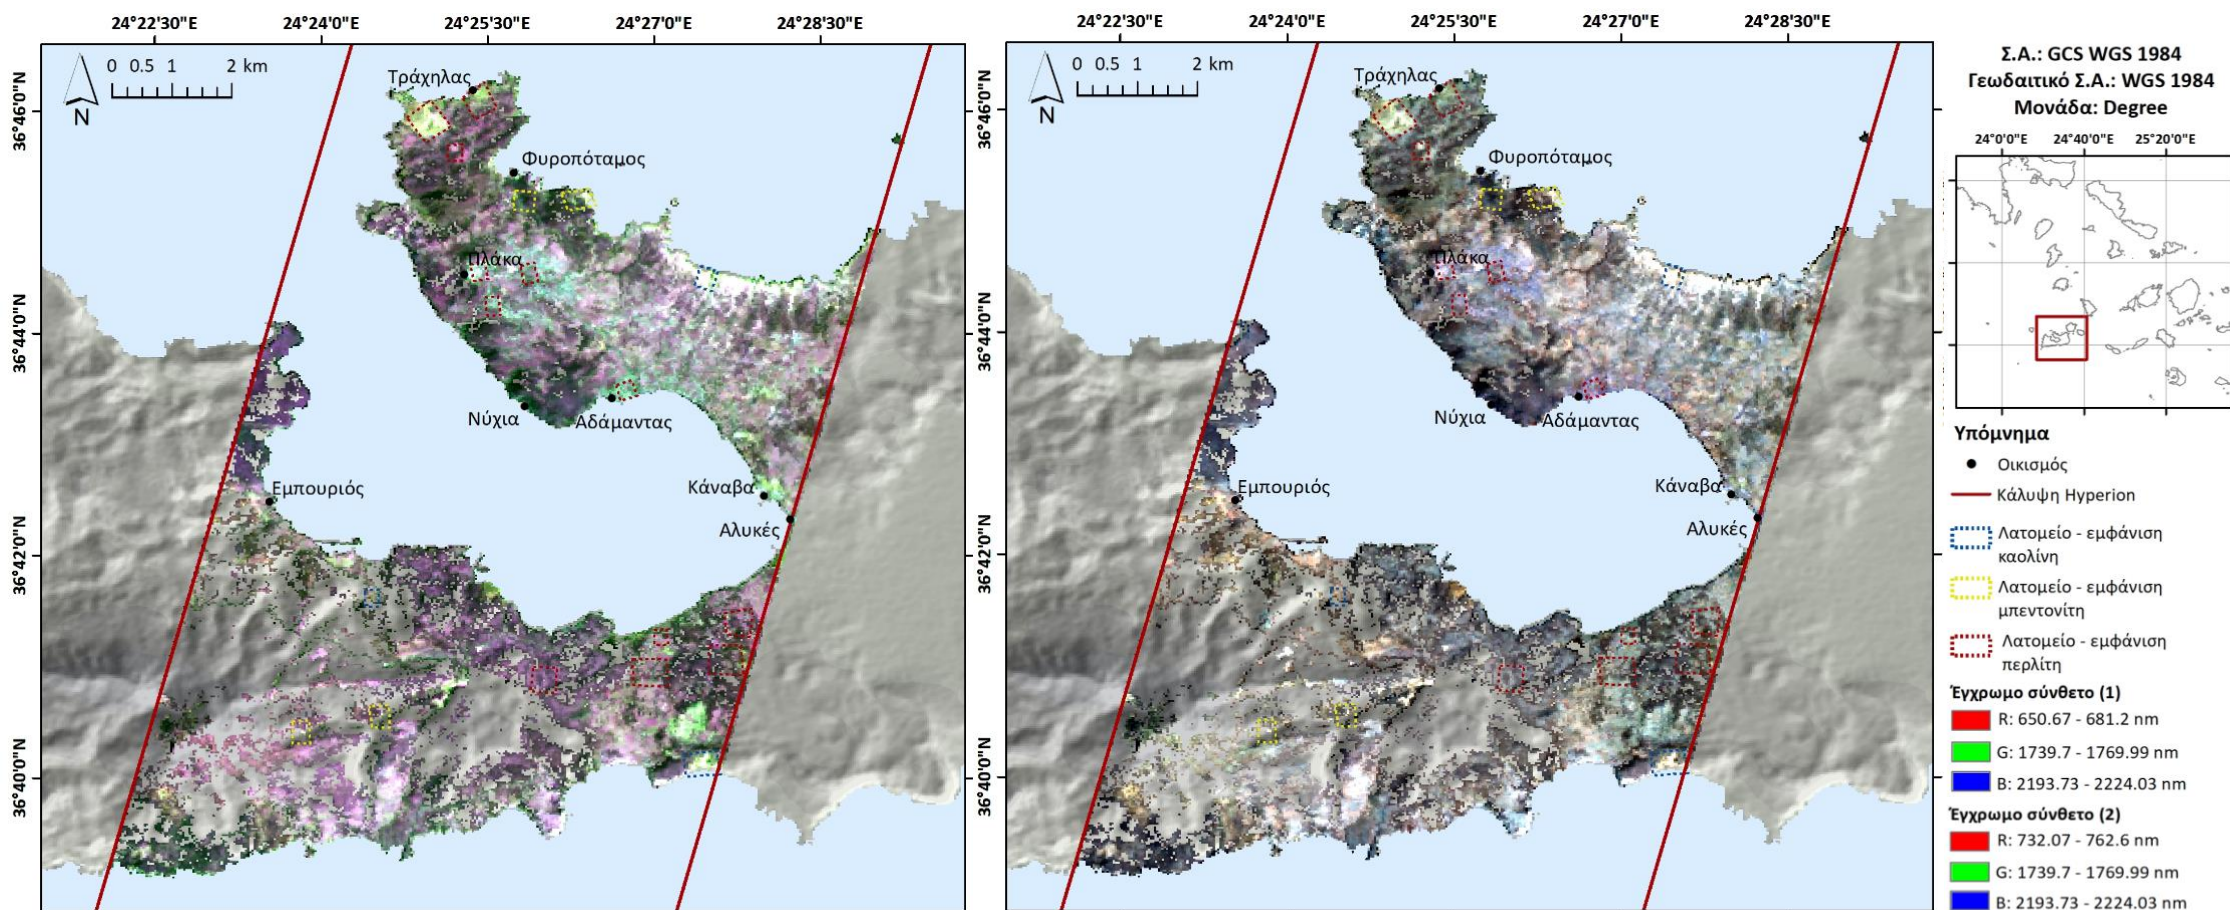 24°22'30"E
24°24'0"E
24°25'30"E
24°27'0"E
24°28'30"E
36°46'0"N
36°44'0"N
36°42'0"N
36°40'0"N
0 0.5 1 2 km
N
Τράχηλας
Φυροπόταμος
Πλάκα
Νύχια
Αδάμαντας
Εμπουριός
Κάναβα
Αλυκές
24°22'30"E
24°24'0"E
24°25'30"E
24°27'0"E
24°28'30"E
36°46'0"N
36°44'0"N
36°42'0"N
36°40'0"N
0 0.5 1 2 km
N
Τράχηλας
Φυροπόταμος
Πλάκα
Νύχια
Αδάμαντας
Εμπουριός
Κάναβα
Αλυκές
Σ.Α.: GCS WGS 1984
Γεωδαιτικό Σ.Α.: WGS 1984
Μονάδα: Degree
24°0'0"E
24°40'0"E
25°20'0"E
Υπόμνημα
Οικισμός
Κάλυψη Hyperion
Λατομείο - εμφάνιση
καολίνη
Λατομείο - εμφάνιση
μπεντονίτη
Λατομείο - εμφάνιση
περλίτη
Έγχρωμο σύνθετο (1)
R: 650.67 - 681.2 nm
G: 1739.7 - 1769.99 nm
B: 2193.73 - 2224.03 nm
Έγχρωμο σύνθετο (2)
R: 732.07 - 762.6 nm
G: 1739.7 - 1769.99 nm
B: 2193.73 - 2224.03 nm